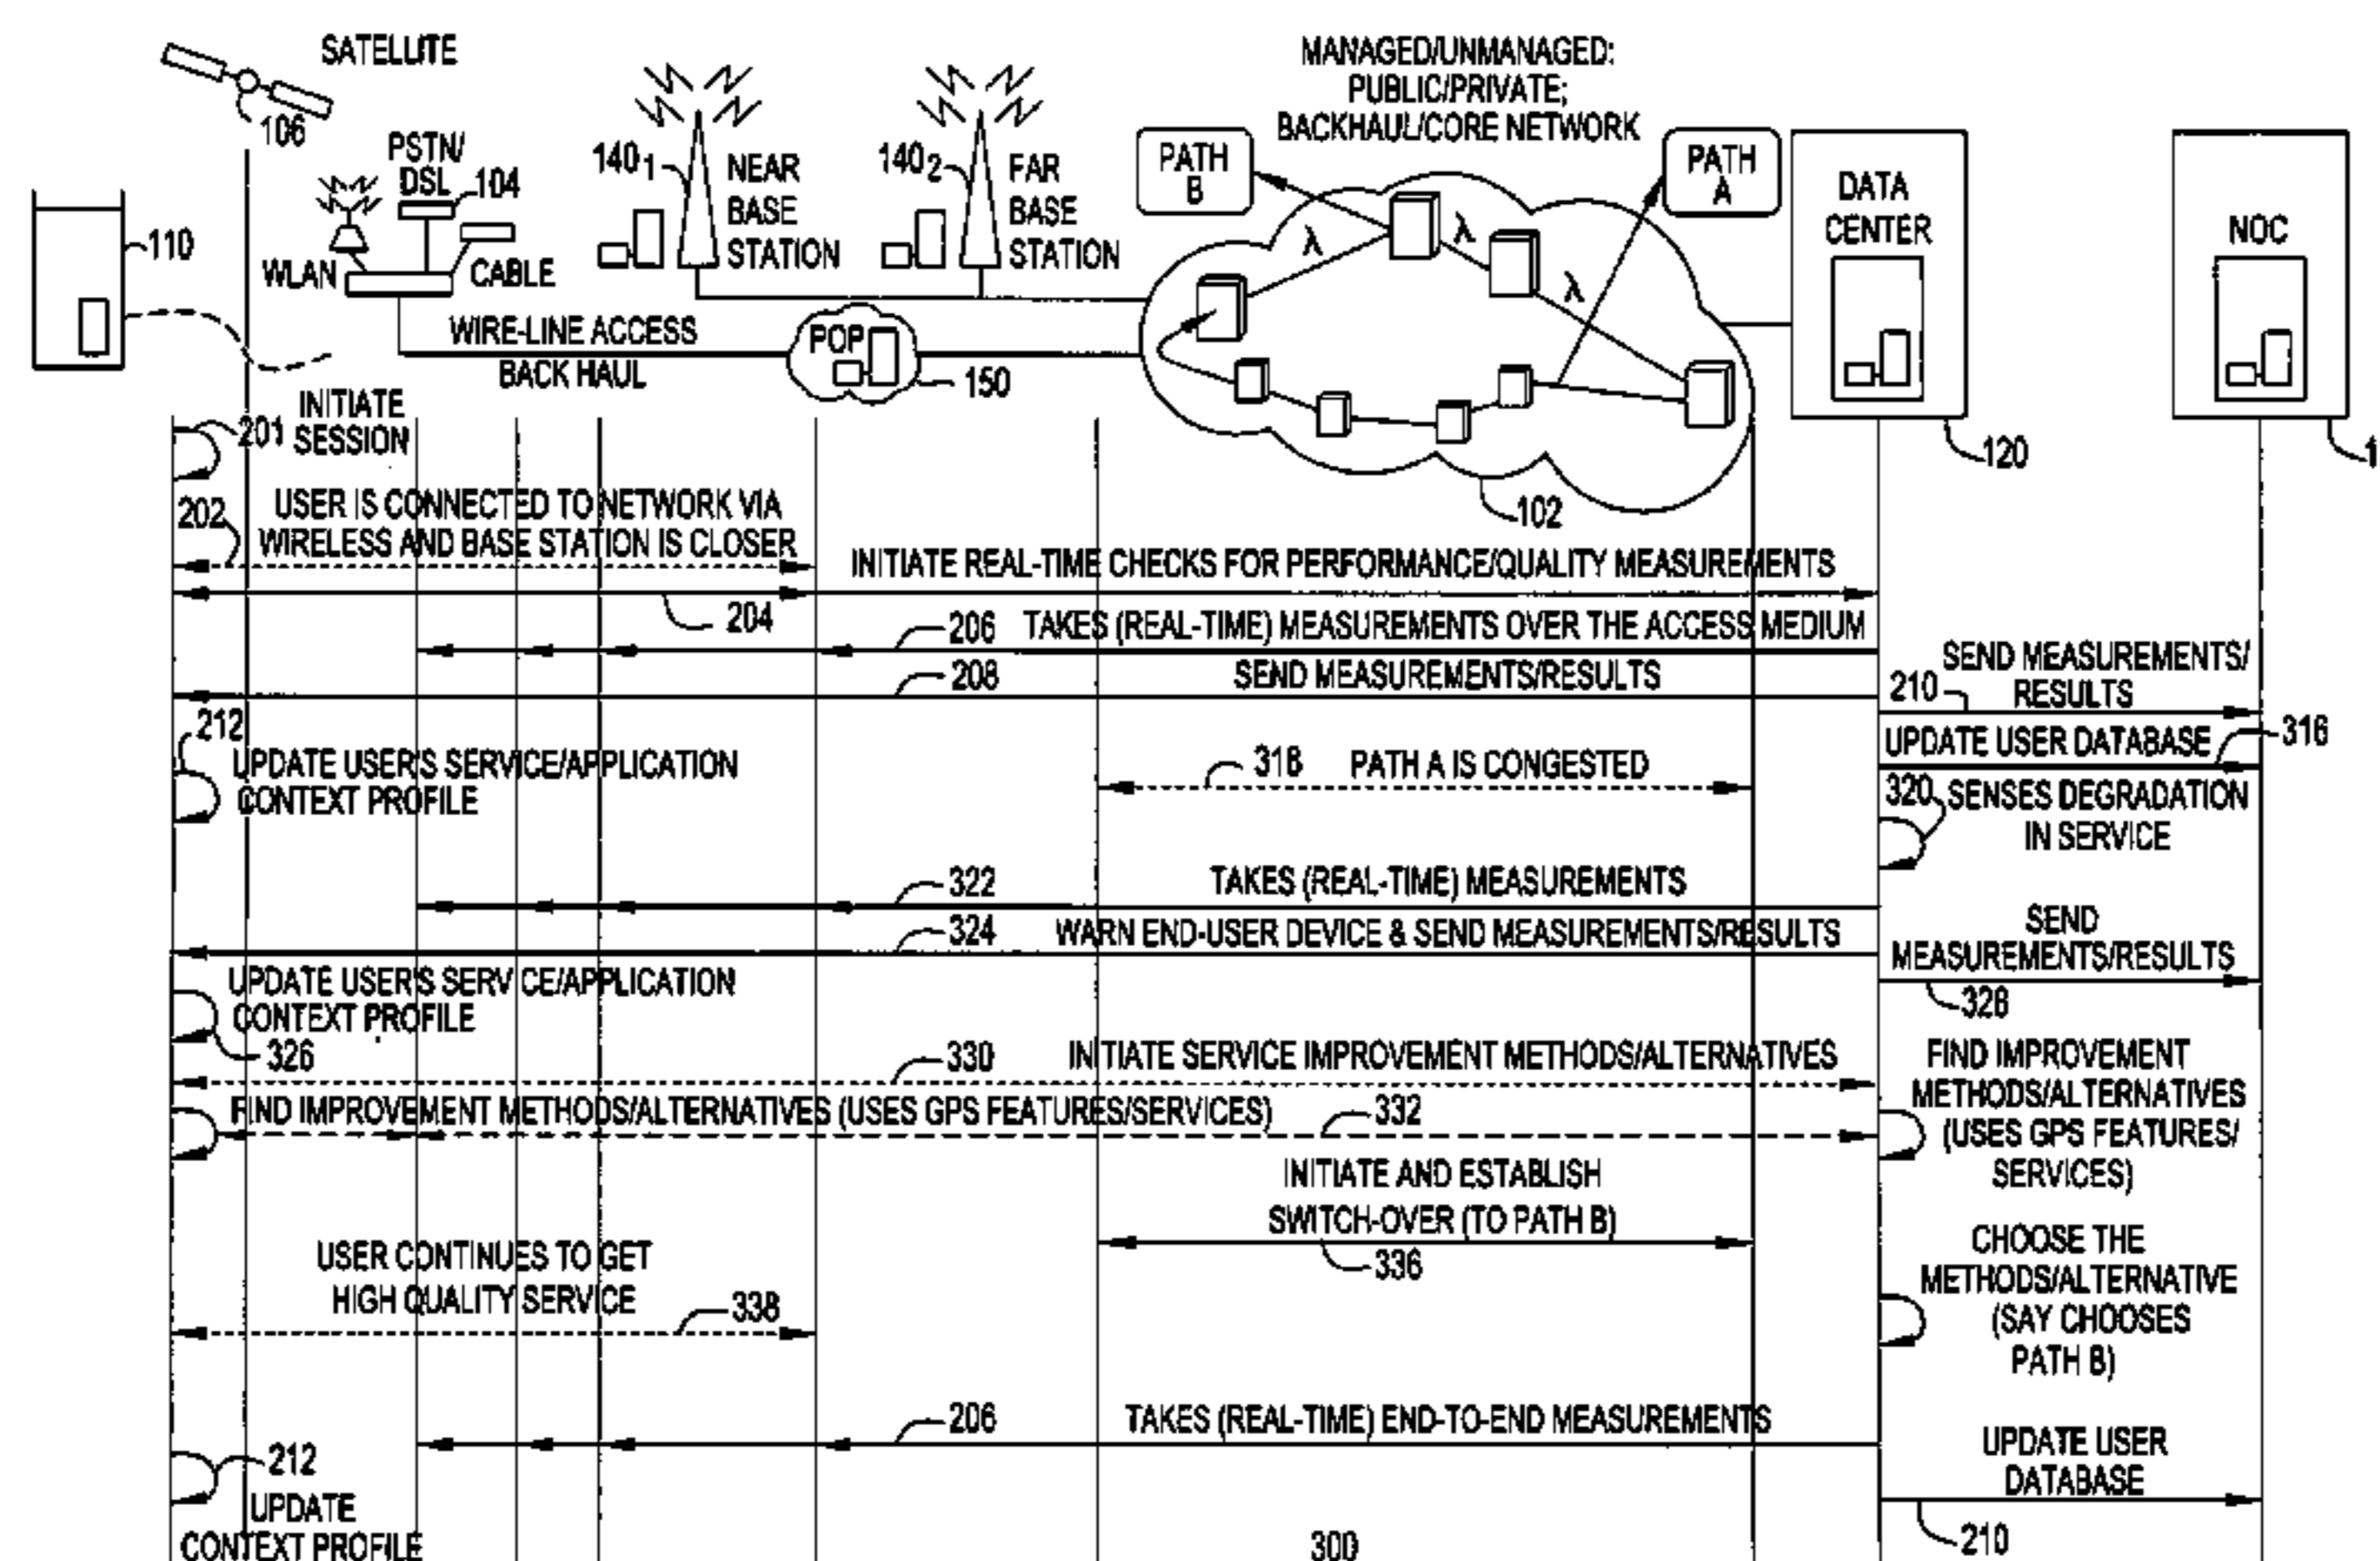 SATELLITE
106
PSTN/
DSL
104
WLAN
CABLE
110
140 1
NEAR
BASE
STATION
140 2
FAR
BASE
STATION
MANAGED/UNMANAGED:
PUBLIC/PRIVATE;
BACKHAUL/CORE NETWORK
PATH
B
PATH
A
λ
λ
λ
DATA
CENTER
NOC
WIRE-LINE ACCESS
BACK HAUL
POP
150
102
120
1
201
INITIATE
SESSION
202
USER IS CONNECTED TO NETWORK VIA
WIRELESS AND BASE STATION IS CLOSER
INITIATE REAL-TIME CHECKS FOR PERFORMANCE/QUALITY MEASUREMENTS
204
206
TAKES (REAL-TIME) MEASUREMENTS OVER THE ACCESS MEDIUM
208
SEND MEASUREMENTS/RESULTS
SEND MEASUREMENTS/
RESULTS
210
212
UPDATE USER'S SERVICE/APPLICATION
CONTEXT PROFILE
318
PATH A IS CONGESTED
UPDATE USER DATABASE
316
320
SENSES DEGRADATION
IN SERVICE
322
TAKES (REAL-TIME) MEASUREMENTS
324
WARN END-USER DEVICE & SEND MEASUREMENTS/RESULTS
SEND
MEASUREMENTS/RESULTS
328
UPDATE USER'S SERVICE/APPLICATION
CONTEXT PROFILE
326
330
INITIATE SERVICE IMPROVEMENT METHODS/ALTERNATIVES
FIND IMPROVEMENT METHODS/ALTERNATIVES (USES GPS FEATURES/SERVICES)
332
FIND IMPROVEMENT
METHODS/ALTERNATIVES
(USES GPS FEATURES/
SERVICES)
INITIATE AND ESTABLISH
SWITCH-OVER (TO PATH B)
336
USER CONTINUES TO GET
HIGH QUALITY SERVICE
338
CHOOSE THE
METHODS/ALTERNATIVE
(SAY CHOOSES
PATH B)
206
TAKES (REAL-TIME) END-TO-END MEASUREMENTS
212
UPDATE
CONTEXT PROFILE
UPDATE USER
DATABASE
210
300